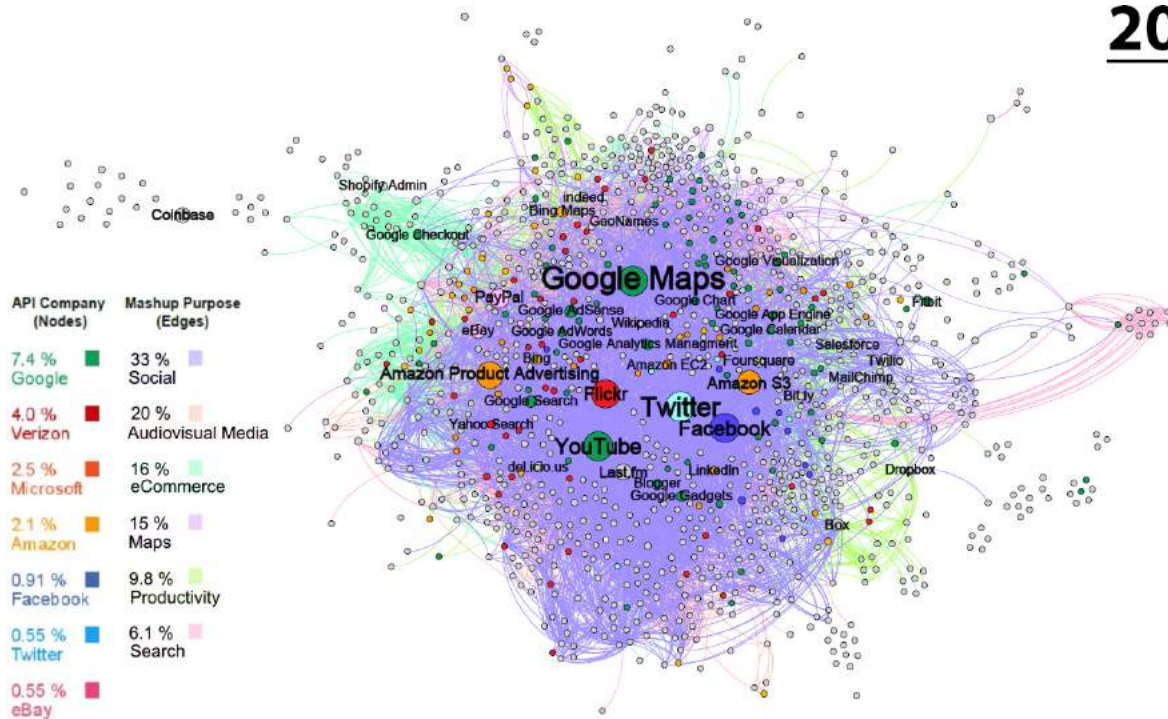 20
Shopify Admin
indeed
Bing Maps
Coinbase
GeoNames
Google Checkout
Google Visualization
Google Maps
API Company
(Nodes)
Mashup Purpose
(Edges)
PayPal
Google Chart
Fitbit
Google AdSense
Google App Engine
Wikipedia
eBay
Google AdWords
Google Calendar
Google Analytics Managment
Salesforce
7.4 %
Google
33 %
Social
Bing
Amazon EC2
Foursquare
Twilio
Amazon Product Advertising
MailChimp
Amazon S3
Flickr
Bit.ly
Google Search
Twitter
4.0 %
Verizon
20 %
Audiovisual Media
Yahoo Search
Facebook
YouTube
2.5 %
Microsoft
16 %
eCommerce
del.icio.us
Last.fm
LinkedIn
Dropbox
Blogger
Google Gadgets
2.1 %
Amazon
15 %
Maps
Box
0.91 %
Facebook
9.8 %
Productivity
0.55 %
Twitter
6.1 %
Search
0.55 %
eBay